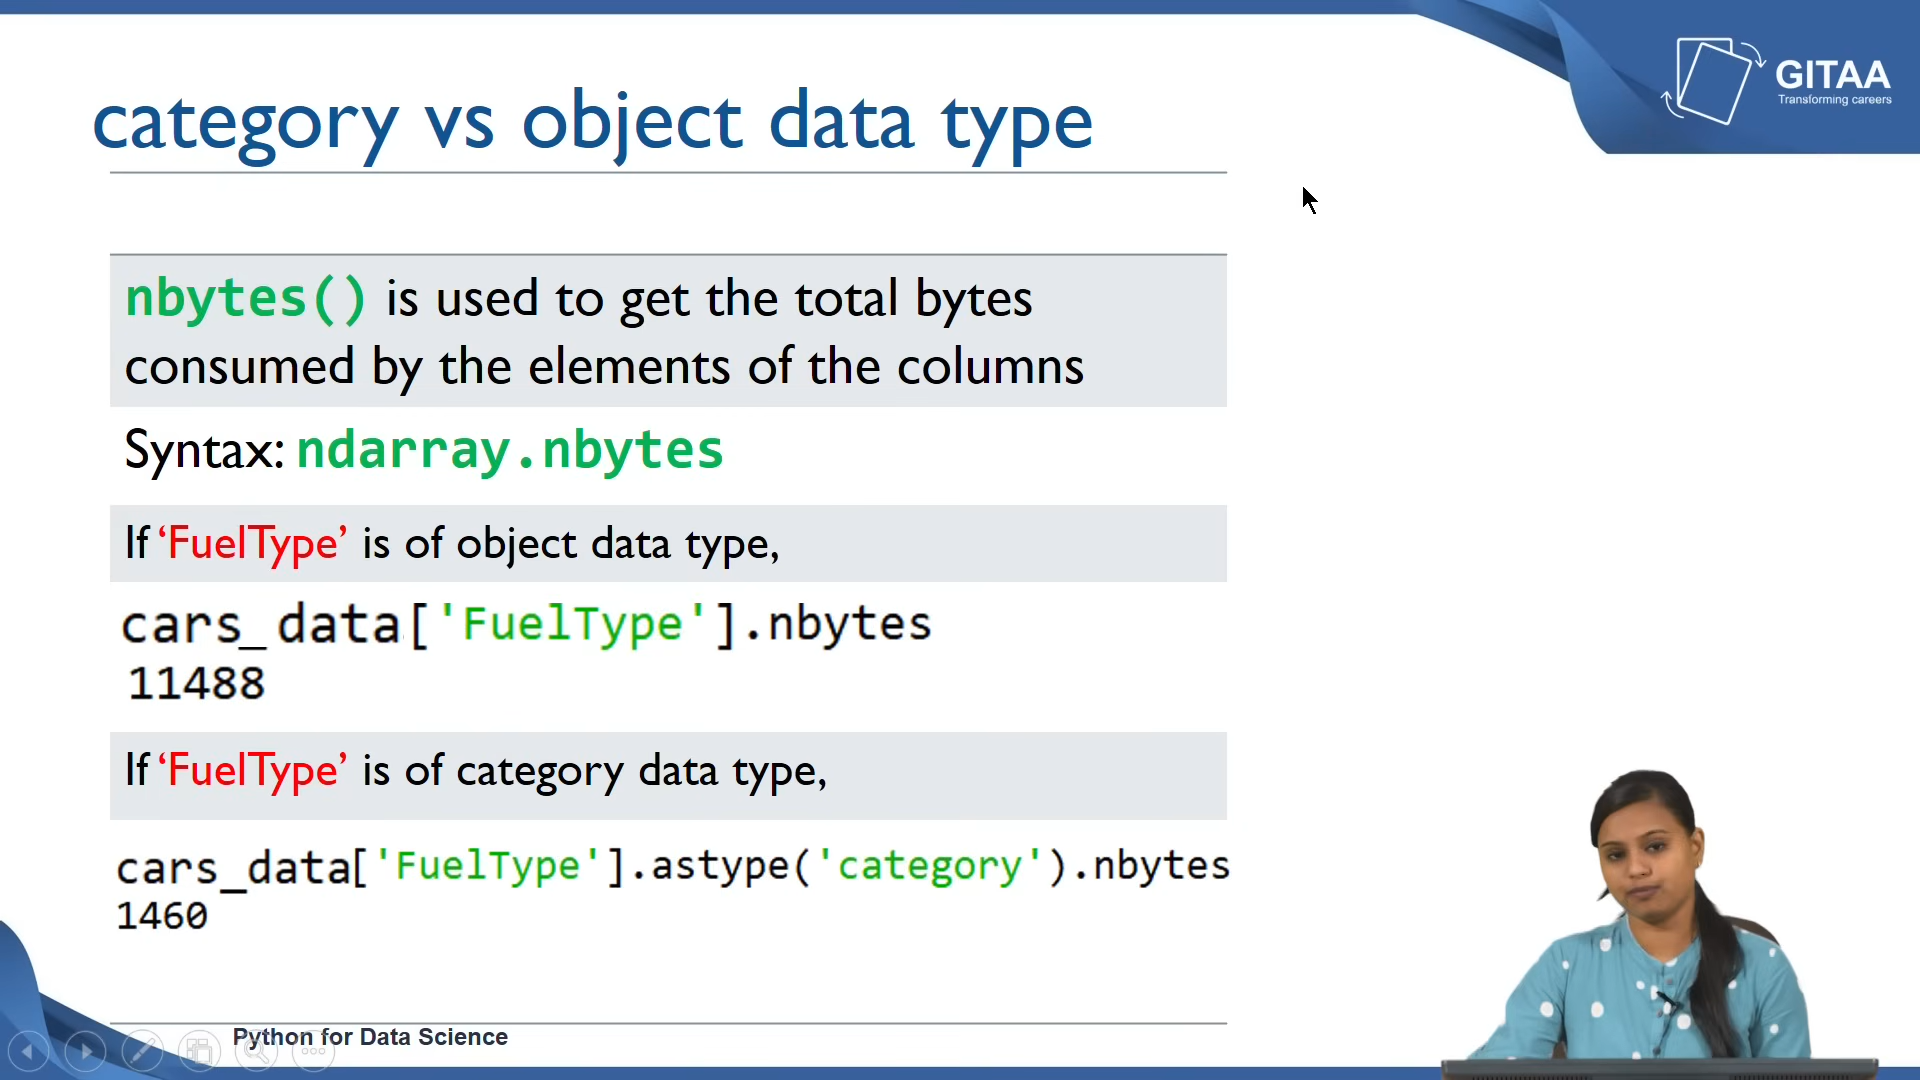 GITAA
Transforming careers
category vs object data type
nbytes() is used to get the total bytes
consumed by the elements of the columns
Syntax: ndarray.nbytes
If ‘FuelType’ is of object data type,
cars_data['FuelType'].nbytes
11488
If ‘FuelType’ is of category data type,
cars_data['FuelType'].astype('category').nbytes
1460
Python for Data Science